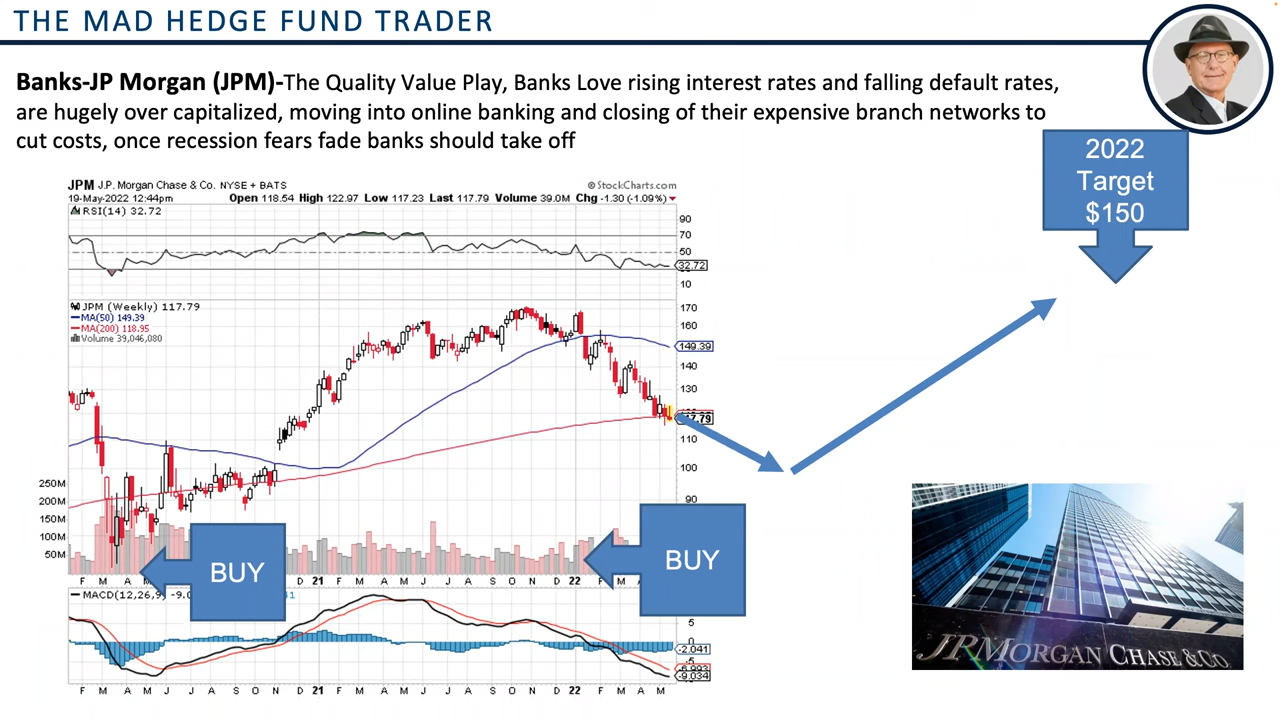 THE MAD HEDGE FUND TRADER
Banks-JP Morgan (JPM)-The Quality Value Play, Banks Love rising interest rates and falling default rates,
are hugely over capitalized, moving into online banking and closing of their expensive branch networks to
cut costs, once recession fears fade banks should take off
2022
Target
$150
JPM J.P. Morgan Chase & Co. NYSE + BATS
© StockCharts.com
19-May-2022 12:44pm
Open 118.54 High 122.97 Low 117.23 Last 117.79 Volume 39.0M Chg -1.30 (-1.09%)
RSI(14) 32.72
90
70
50
32.72
10
JPM (Weekly) 117.79
MA(50) 149.39
MA(200) 118.95
Volume 39,046,080
170
160
149.39
140
130
110
100
90
250M
200M
150M
100M
50M
BUY
BUY
F M A M D 21 F M A M J J A S O N D 22 F M A M
MACD(12,26,9)
5
0
-2.041
-9.034
F M A M J J A S O N D 21 F M A M J J A S O N D 22 F M A M
JPMORGAN CHASE & CO.